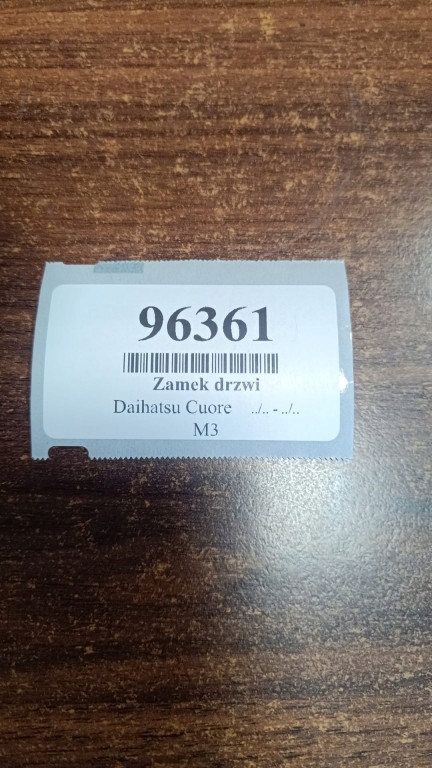 96361
Zamek drzwi
Daihatsu Cuore ../.. - ../..
M3